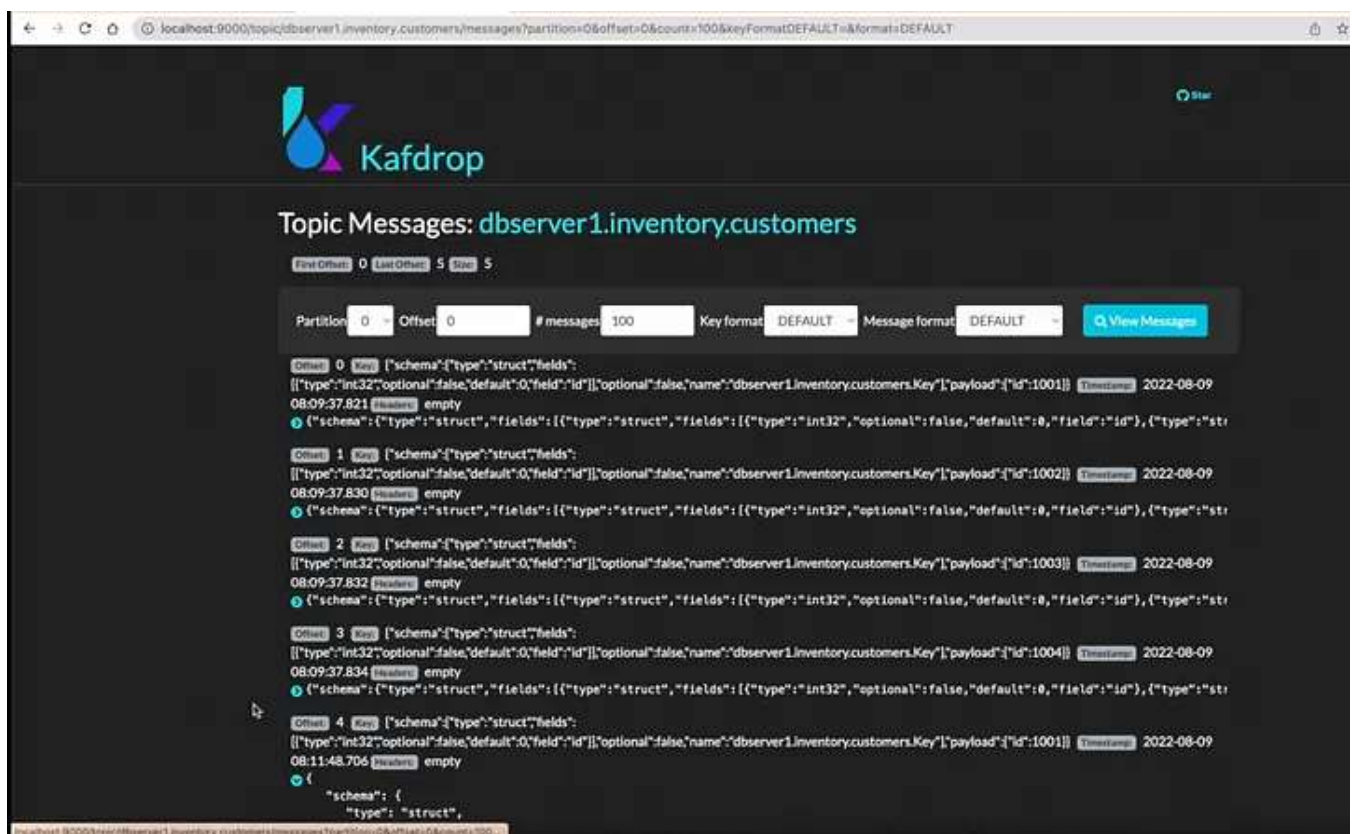 localhost:9000/topic/dbserver1.inventory.customers/messages?partition=0&offset=0&count=100&keyFormatDEFAULT=&format=DEFAULT
Star
Kafdrop
Topic Messages: dbserver1.inventory.customers
First Offset: 0 Last Offset: 5 Size: 5
Partition 0 Offset 0 # messages 100 Key format DEFAULT Message format DEFAULT View Messages
Offset: 0 Key: {"schema":{"type":"struct","fields":
[{"type":"int32","optional":false,"default":0,"field":"id"}],"optional":false,"name":"dbserver1.inventory.customers.Key"},"payload":{"id":1001}} Timestamp: 2022-08-09
08:09:37.821 Headers: empty
{"schema":{"type":"struct","fields":[{"type":"struct","fields":[{"type":"int32","optional":false,"default":0,"field":"id"},{"type":"str
Offset: 1 Key: {"schema":{"type":"struct","fields":
[{"type":"int32","optional":false,"default":0,"field":"id"}],"optional":false,"name":"dbserver1.inventory.customers.Key"},"payload":{"id":1002}} Timestamp: 2022-08-09
08:09:37.830 Headers: empty
{"schema":{"type":"struct","fields":[{"type":"struct","fields":[{"type":"int32","optional":false,"default":0,"field":"id"},{"type":"str
Offset: 2 Key: {"schema":{"type":"struct","fields":
[{"type":"int32","optional":false,"default":0,"field":"id"}],"optional":false,"name":"dbserver1.inventory.customers.Key"},"payload":{"id":1003}} Timestamp: 2022-08-09
08:09:37.832 Headers: empty
{"schema":{"type":"struct","fields":[{"type":"struct","fields":[{"type":"int32","optional":false,"default":0,"field":"id"},{"type":"str
Offset: 3 Key: {"schema":{"type":"struct","fields":
[{"type":"int32","optional":false,"default":0,"field":"id"}],"optional":false,"name":"dbserver1.inventory.customers.Key"},"payload":{"id":1004}} Timestamp: 2022-08-09
08:09:37.834 Headers: empty
{"schema":{"type":"struct","fields":[{"type":"struct","fields":[{"type":"int32","optional":false,"default":0,"field":"id"},{"type":"str
Offset: 4 Key: {"schema":{"type":"struct","fields":
[{"type":"int32","optional":false,"default":0,"field":"id"}],"optional":false,"name":"dbserver1.inventory.customers.Key"},"payload":{"id":1001}} Timestamp: 2022-08-09
08:11:48.706 Headers: empty
{
"schema": {
"type": "struct",